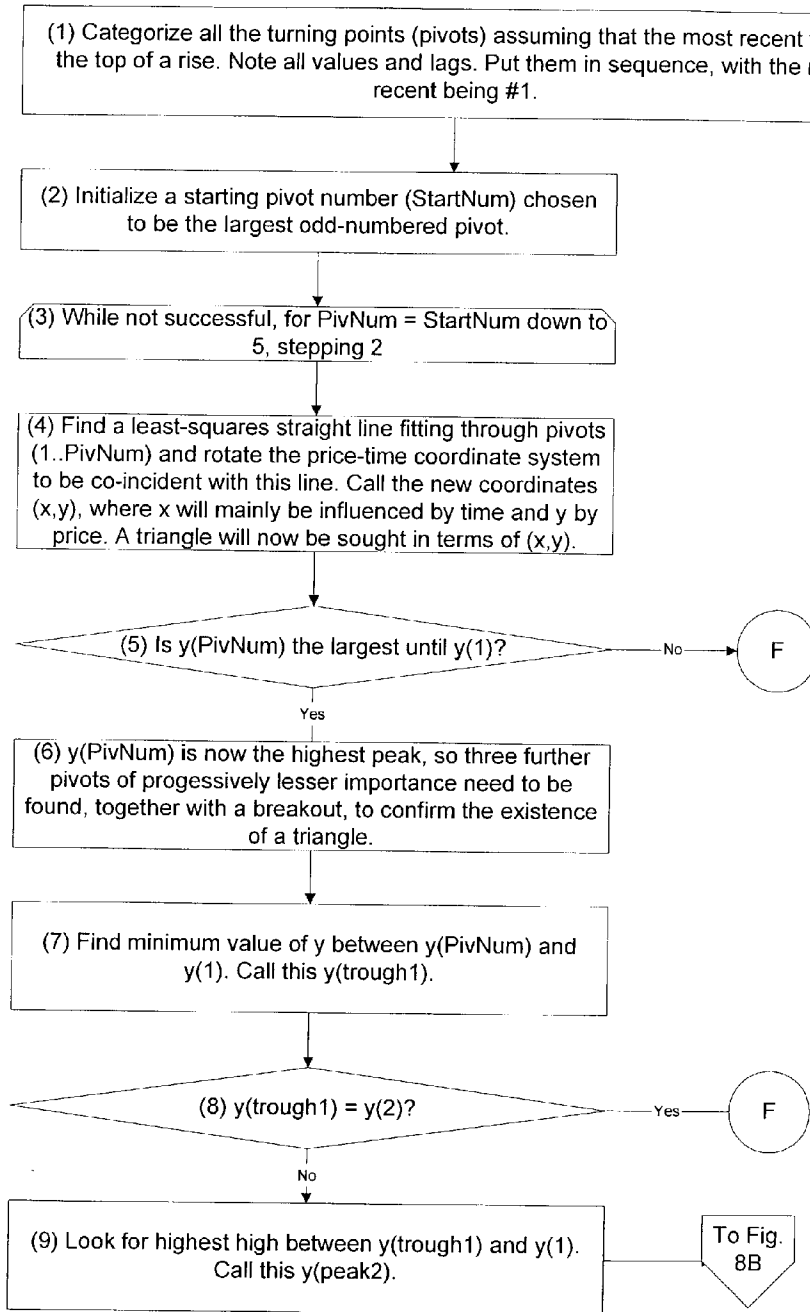 (1) Categorize all the turning points (pivots) assuming that the most recent
the top of a rise. Note all values and lags. Put them in sequence, with the
recent being #1.
(2) Initialize a starting pivot number (StartNum) chosen
to be the largest odd-numbered pivot.
(3) While not successful, for PivNum = StartNum down to
5, stepping 2
(4) Find a least-squares straight line fitting through pivots
(1..PivNum) and rotate the price-time coordinate system
to be co-incident with this line. Call the new coordinates
(x,y), where x will mainly be influenced by time and y by
price. A triangle will now be sought in terms of (x,y).
(5) Is y(PivNum) the largest until y(1)?
No
F
Yes
(6) y(PivNum) is now the highest peak, so three further
pivots of progessively lesser importance need to be
found, together with a breakout, to confirm the existence
of a triangle.
(7) Find minimum value of y between y(PivNum) and
y(1). Call this y(trough1).
(8) y(trough1) = y(2)?
Yes
F
No
(9) Look for highest high between y(trough1) and y(1).
Call this y(peak2).
To Fig.
8B